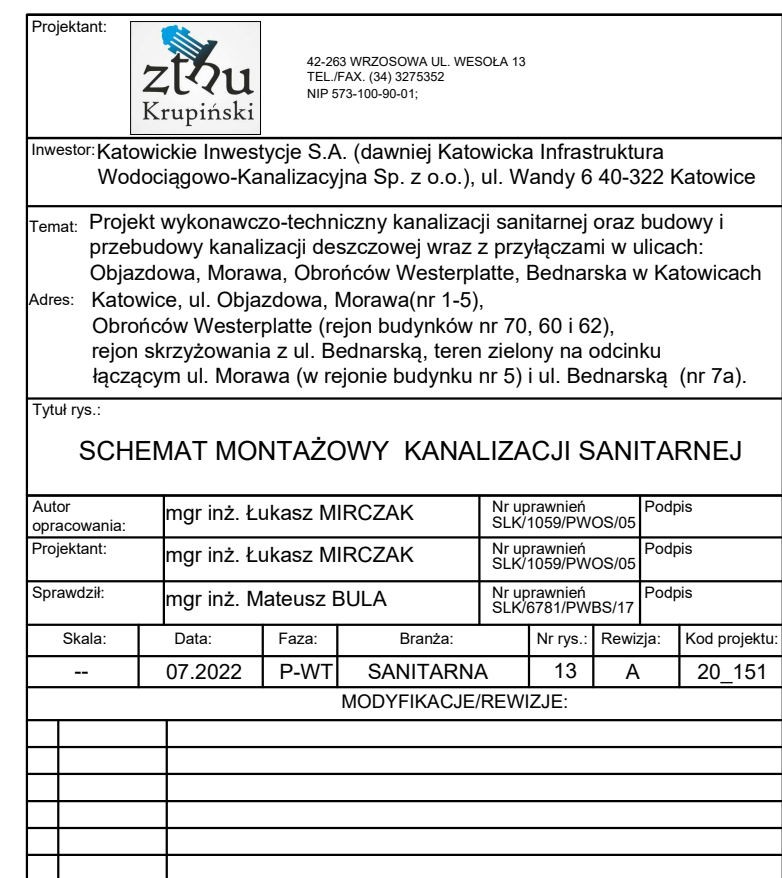 Projektant:
zthu
Krupiński
42-263 WRZOSOWA UL. WESOŁA 13
TEL./FAX. (34) 3275352
NIP 573-100-90-01;
Inwestor: Katowickie Inwestycje S.A. (dawniej Katowicka Infrastruktura
Wodociągowo-Kanalizacyjna Sp. z o.o.), ul. Wandy 6 40-322 Katowice
Temat: Projekt wykonawczo-techniczny kanalizacji sanitarnej oraz budowy i
przebudowy kanalizacji deszczowej wraz z przyłączami w ulicach:
Objazdowa, Morawa, Obrońców Westerplatte, Bednarska w Katowicach
Adres: Katowice, ul. Objazdowa, Morawa(nr 1-5),
Obrońców Westerplatte (rejon budynków nr 70, 60 i 62),
rejon skrzyżowania z ul. Bednarską, teren zielony na odcinku
łączącym ul. Morawa (w rejonie budynku nr 5) i ul. Bednarską (nr 7a).
Tytuł rys.:
SCHEMAT MONTAŻOWY KANALIZACJI SANITARNEJ
Autor
opracowania:
mgr inż. Łukasz MIRCZAK
Nr uprawnień
SLK/1059/PWOS/05
Podpis
Projektant:
mgr inż. Łukasz MIRCZAK
Nr uprawnień
SLK/1059/PWOS/05
Podpis
Sprawdził:
mgr inż. Mateusz BULA
Nr uprawnień
SLK/6781/PWBS/17
Podpis
Skala: Data: Faza: Branża: Nr rys.: Rewizja: Kod projektu:
-- 07.2022 P-WT SANITARNA 13 A 20_151
MODYFIKACJE/REWIZJE: